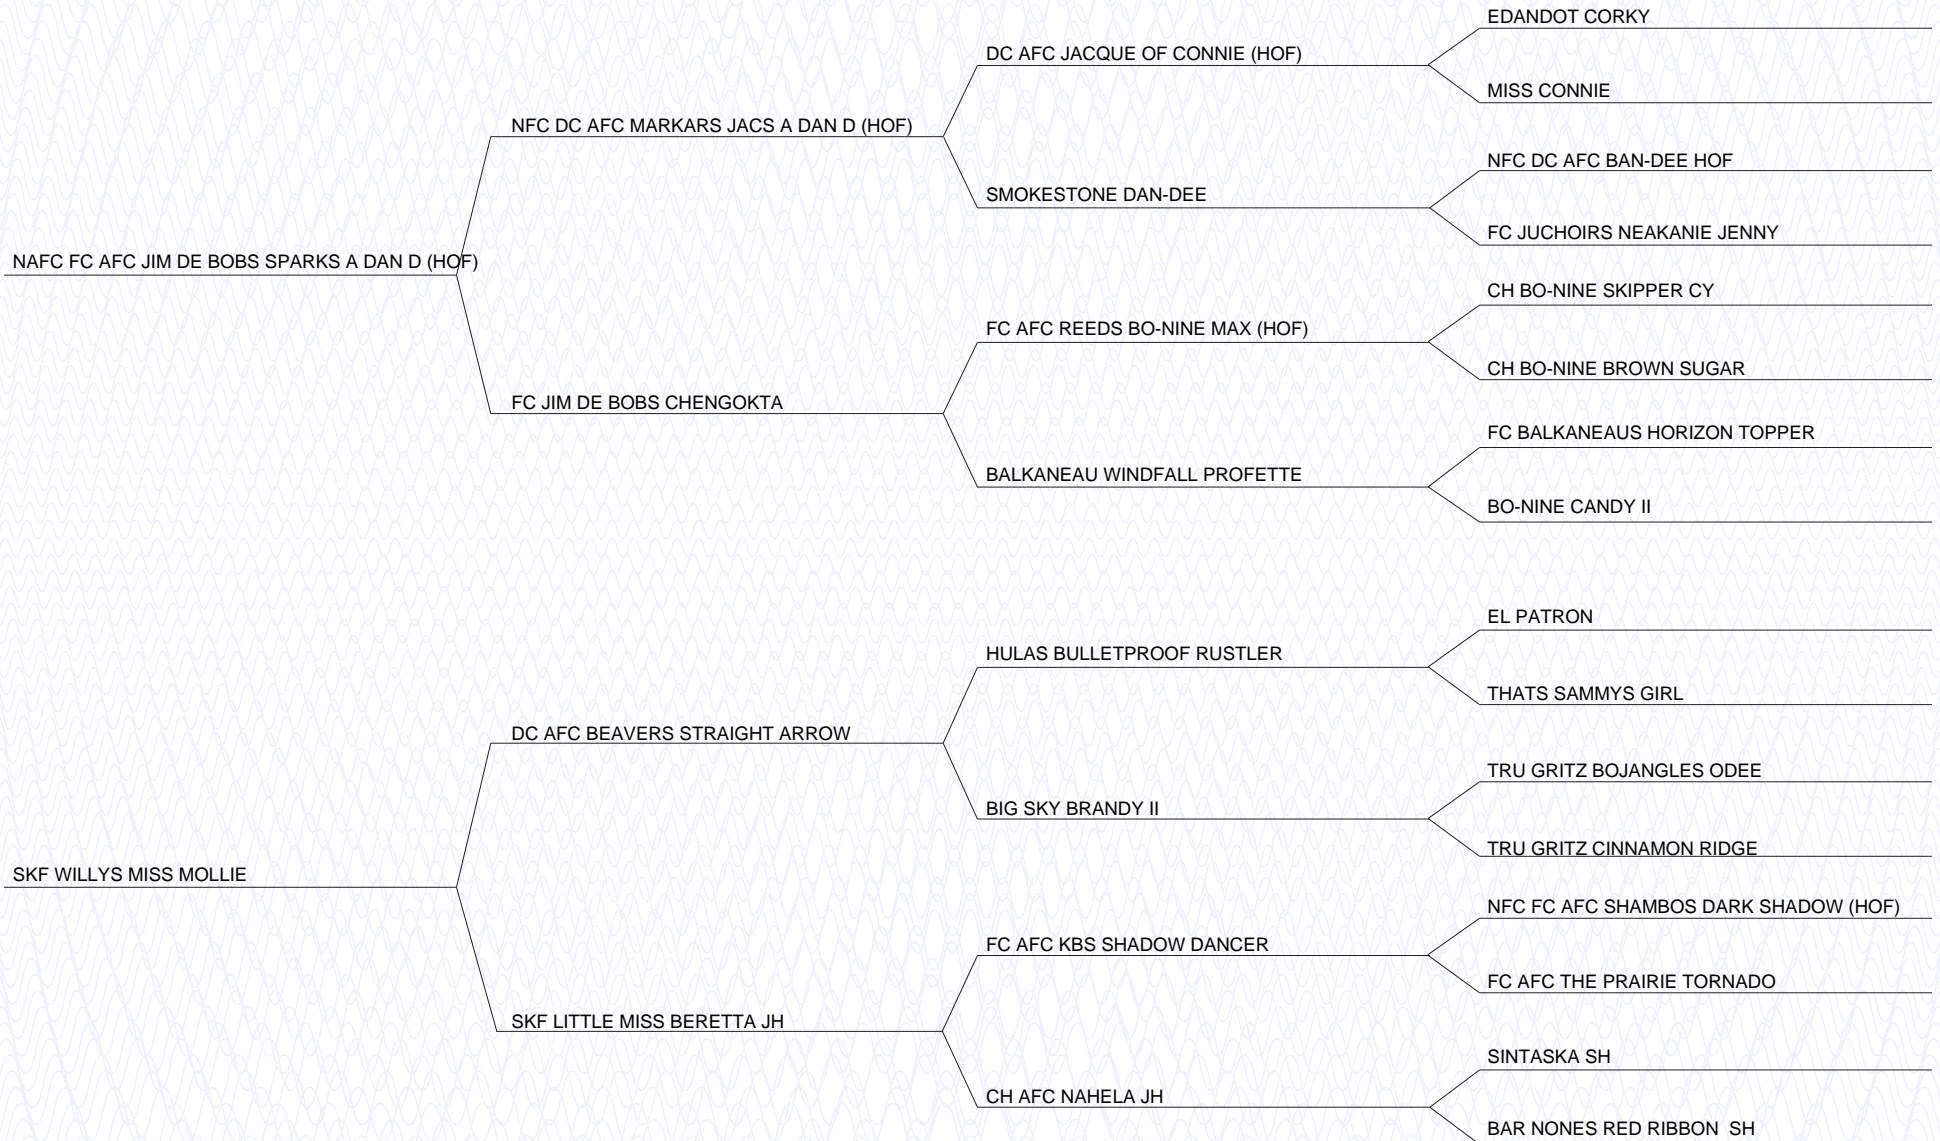 EDANDOT CORKY
DC AFC JACQUE OF CONNIE (HOF)
MISS CONNIE
NFC DC AFC MARKARS JACS A DAN D (HOF)
NFC DC AFC BAN-DEE HOF
SMOKESTONE DAN-DEE
FC JUCHOIRS NEAKANIE JENNY
NAFC FC AFC JIM DE BOBS SPARKS A DAN D (HOF)
CH BO-NINE SKIPPER CY
FC AFC REEDS BO-NINE MAX (HOF)
CH BO-NINE BROWN SUGAR
FC JIM DE BOBS CHENGOKTA
FC BALKANEAUS HORIZON TOPPER
BALKANEAU WINDFALL PROFETTE
BO-NINE CANDY II
EL PATRON
HULAS BULLETPROOF RUSTLER
THATS SAMMYS GIRL
DC AFC BEAVERS STRAIGHT ARROW
TRU GRITZ BOJANGLES ODEE
BIG SKY BRANDY II
TRU GRITZ CINNAMON RIDGE
SKF WILLYS MISS MOLLIE
NFC FC AFC SHAMBOS DARK SHADOW (HOF)
FC AFC KBS SHADOW DANCER
FC AFC THE PRAIRIE TORNADO
SKF LITTLE MISS BERETTA JH
SINTASKA SH
CH AFC NAHELA JH
BAR NONES RED RIBBON  SH